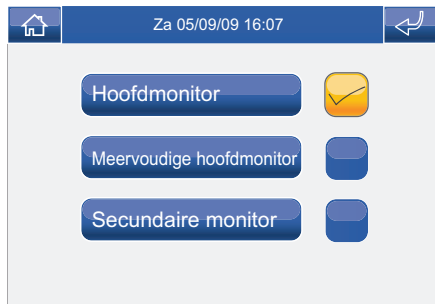 Za 05/09/09 16:07
Hoofdmonitor
Meervoudige hoofdmonitor
Secundaire monitor